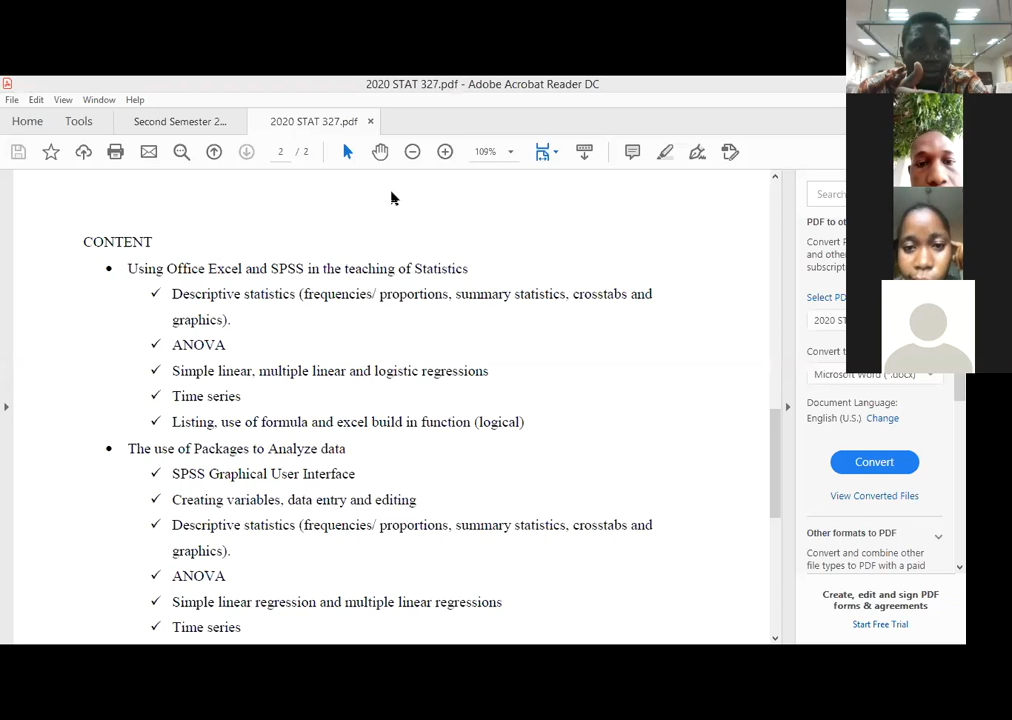 2020 STAT 327.pdf - Adobe Acrobat Reader DC
File Edit View Window Help
Home Tools Second Semester 2... 2020 STAT 327.pdf ×
2 / 2 109%
CONTENT
• Using Office Excel and SPSS in the teaching of Statistics
✓ Descriptive statistics (frequencies/ proportions, summary statistics, crosstabs and
graphics).
✓ ANOVA
✓ Simple linear, multiple linear and logistic regressions
✓ Time series
✓ Listing, use of formula and excel build in function (logical)
• The use of Packages to Analyze data
✓ SPSS Graphical User Interface
✓ Creating variables, data entry and editing
✓ Descriptive statistics (frequencies/ proportions, summary statistics, crosstabs and
graphics).
✓ ANOVA
✓ Simple linear regression and multiple linear regressions
✓ Time series
Search
PDF to ot
Convert
and othe
subscript
Select PD
2020 ST
Convert t
Microsoft Word (*.docx)
Document Language:
English (U.S.) Change
Convert
View Converted Files
Other formats to PDF
Convert and combine other
file types to PDF with a paid
Create, edit and sign PDF
forms & agreements
Start Free Trial